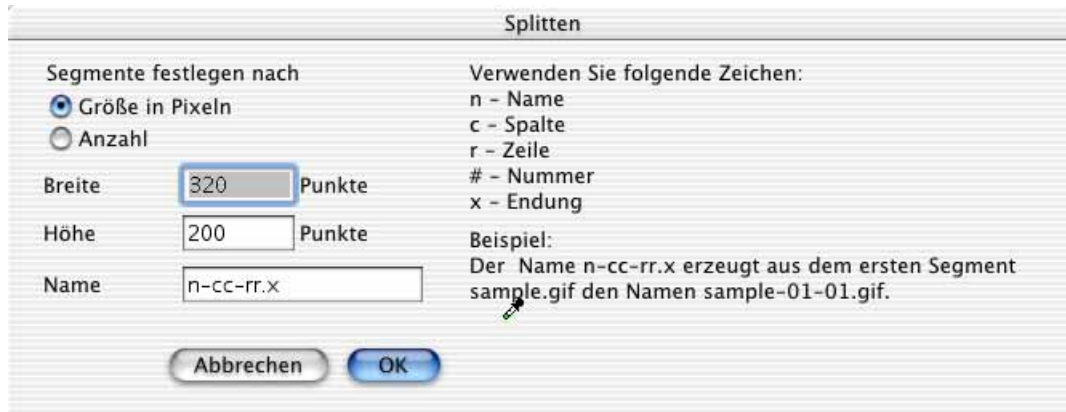 Splitten
Segmente festlegen nach
Größe in Pixeln
Anzahl
Breite 320 Punkte
Höhe 200 Punkte
Name n-cc-rr.x
Abbrechen OK
Verwenden Sie folgende Zeichen:
n – Name
c – Spalte
r – Zeile
# – Nummer
x – Endung
Beispiel:
Der Name n-cc-rr.x erzeugt aus dem ersten Segment
sample.gif den Namen sample-01-01.gif.